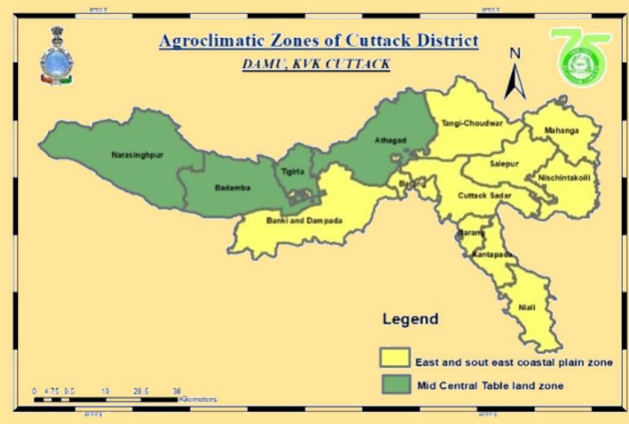 Agroclimatic Zones of Cuttack District
DAMU, KVK CUTTACK
N
75
Tangi-Choudwar
Mahanga
Athagad
Narasinghpur
Tigiria
Salepur
Badamba
Nischintakoili
Cuttack Sadar
Banki and Dampada
Barang
Kantapada
Niali
Legend
East and sout east coastal plain zone
Mid Central Table land zone
0 4.75 9.5 19 28.5 38
Kilometers